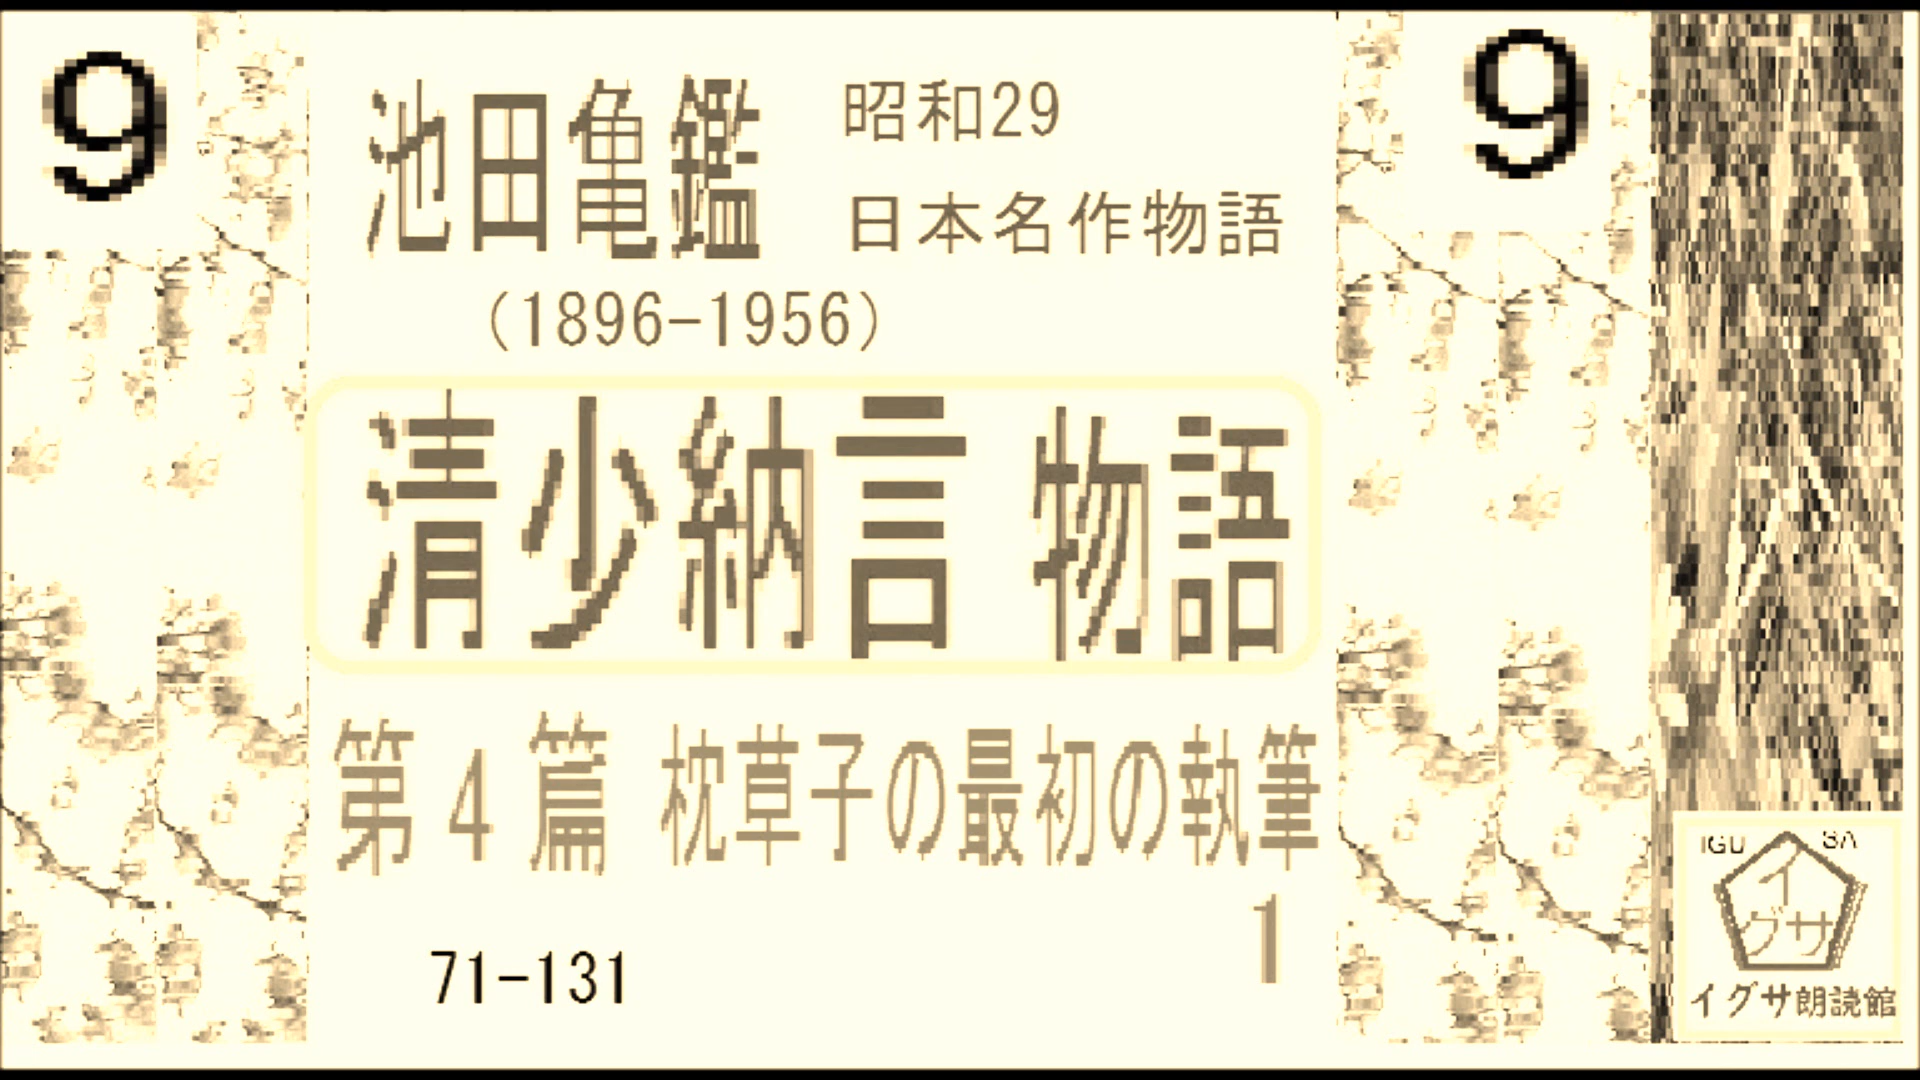 9
9
池田亀鑑
昭和29
日本名作物語
(1896-1956)
清少納言 物語
第4篇 枕草子の最初の執筆
1
71-131
IGU SA
イ
グサ
イグサ朗読館